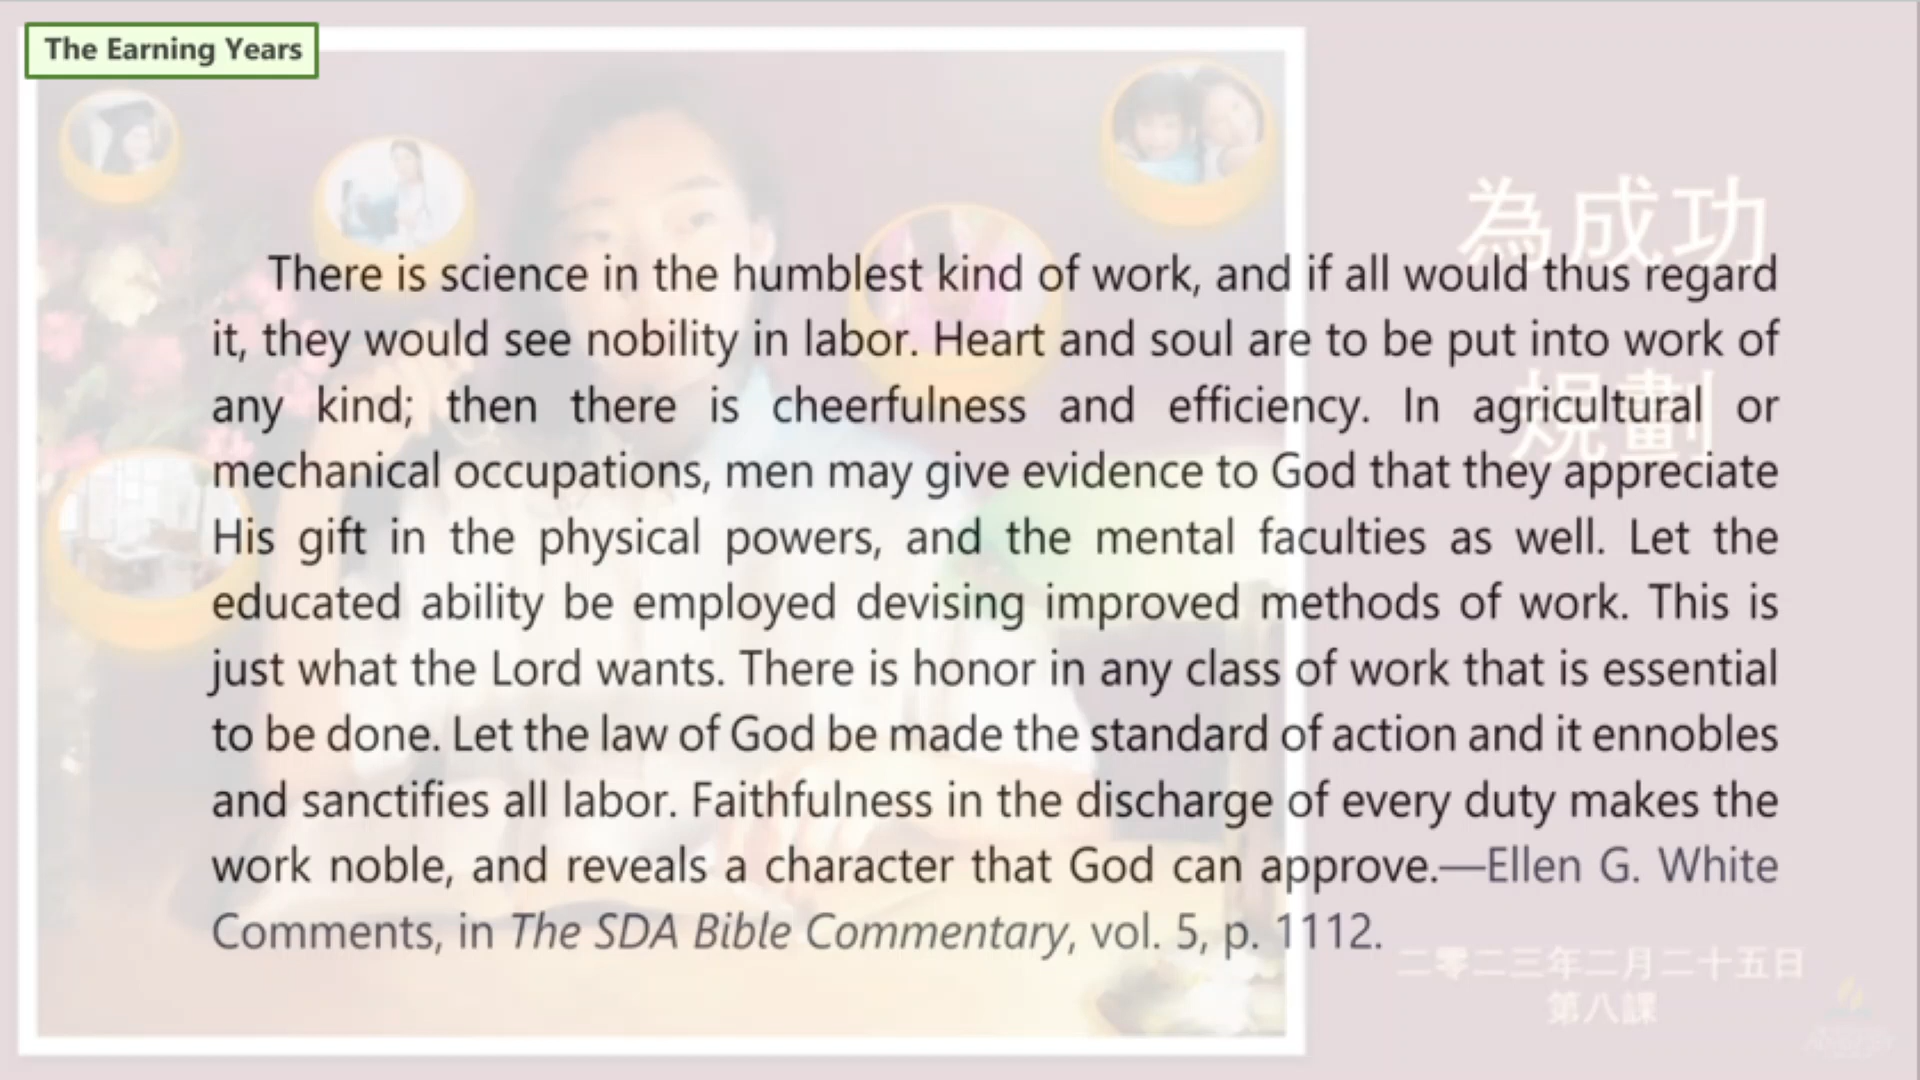 The Earning Years
為成功
規劃
There is science in the humblest kind of work, and if all would thus regard
it, they would see nobility in labor. Heart and soul are to be put into work of
any kind; then there is cheerfulness and efficiency. In agricultural or
mechanical occupations, men may give evidence to God that they appreciate
His gift in the physical powers, and the mental faculties as well. Let the
educated ability be employed devising improved methods of work. This is
just what the Lord wants. There is honor in any class of work that is essential
to be done. Let the law of God be made the standard of action and it ennobles
and sanctifies all labor. Faithfulness in the discharge of every duty makes the
work noble, and reveals a character that God can approve.—Ellen G. White
Comments, in The SDA Bible Commentary, vol. 5, p. 1112.
二零二三年二月二十五日
第八課